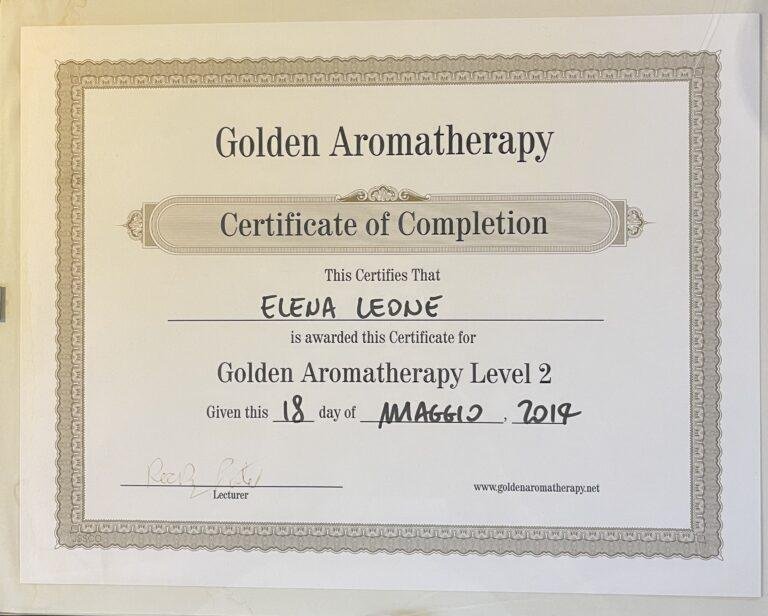 Golden Aromatherapy
Certificate of Completion
This Certifies That
ELENA LEONE
is awarded this Certificate for
Golden Aromatherapy Level 2
Given this 18 day of MAGGIO, 2014
Lecturer
www.goldenaromatherapy.net